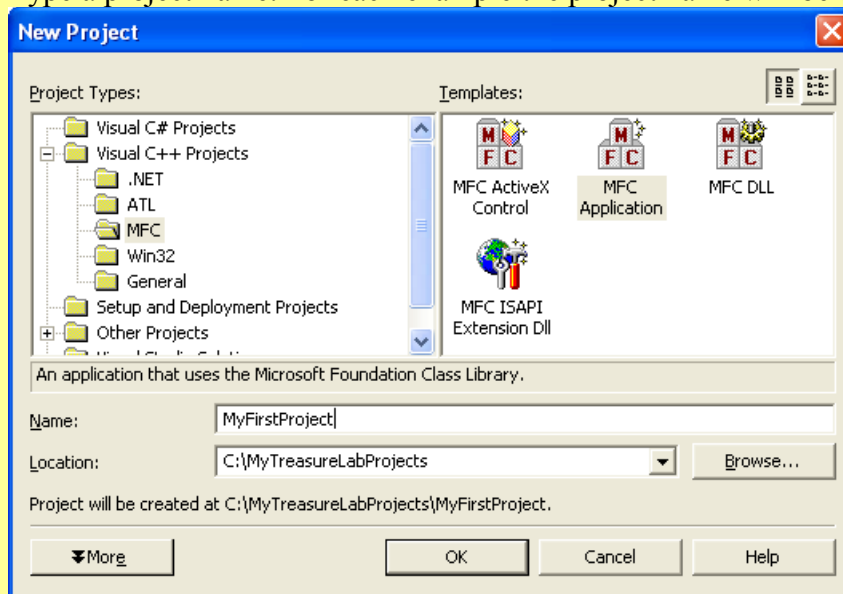 New Project
Project Types:
Templates:
Visual C# Projects
Visual C++ Projects
.NET
ATL
MFC
Win32
General
Setup and Deployment Projects
Other Projects
MFC ActiveX
Control
MFC
Application
MFC DLL
MFC ISAPI
Extension Dll
An application that uses the Microsoft Foundation Class Library.
Name:
MyFirstProject
Location:
C:\MyTreasureLabProjects
Browse...
Project will be created at C:\MyTreasureLabProjects\MyFirstProject.
More
OK
Cancel
Help